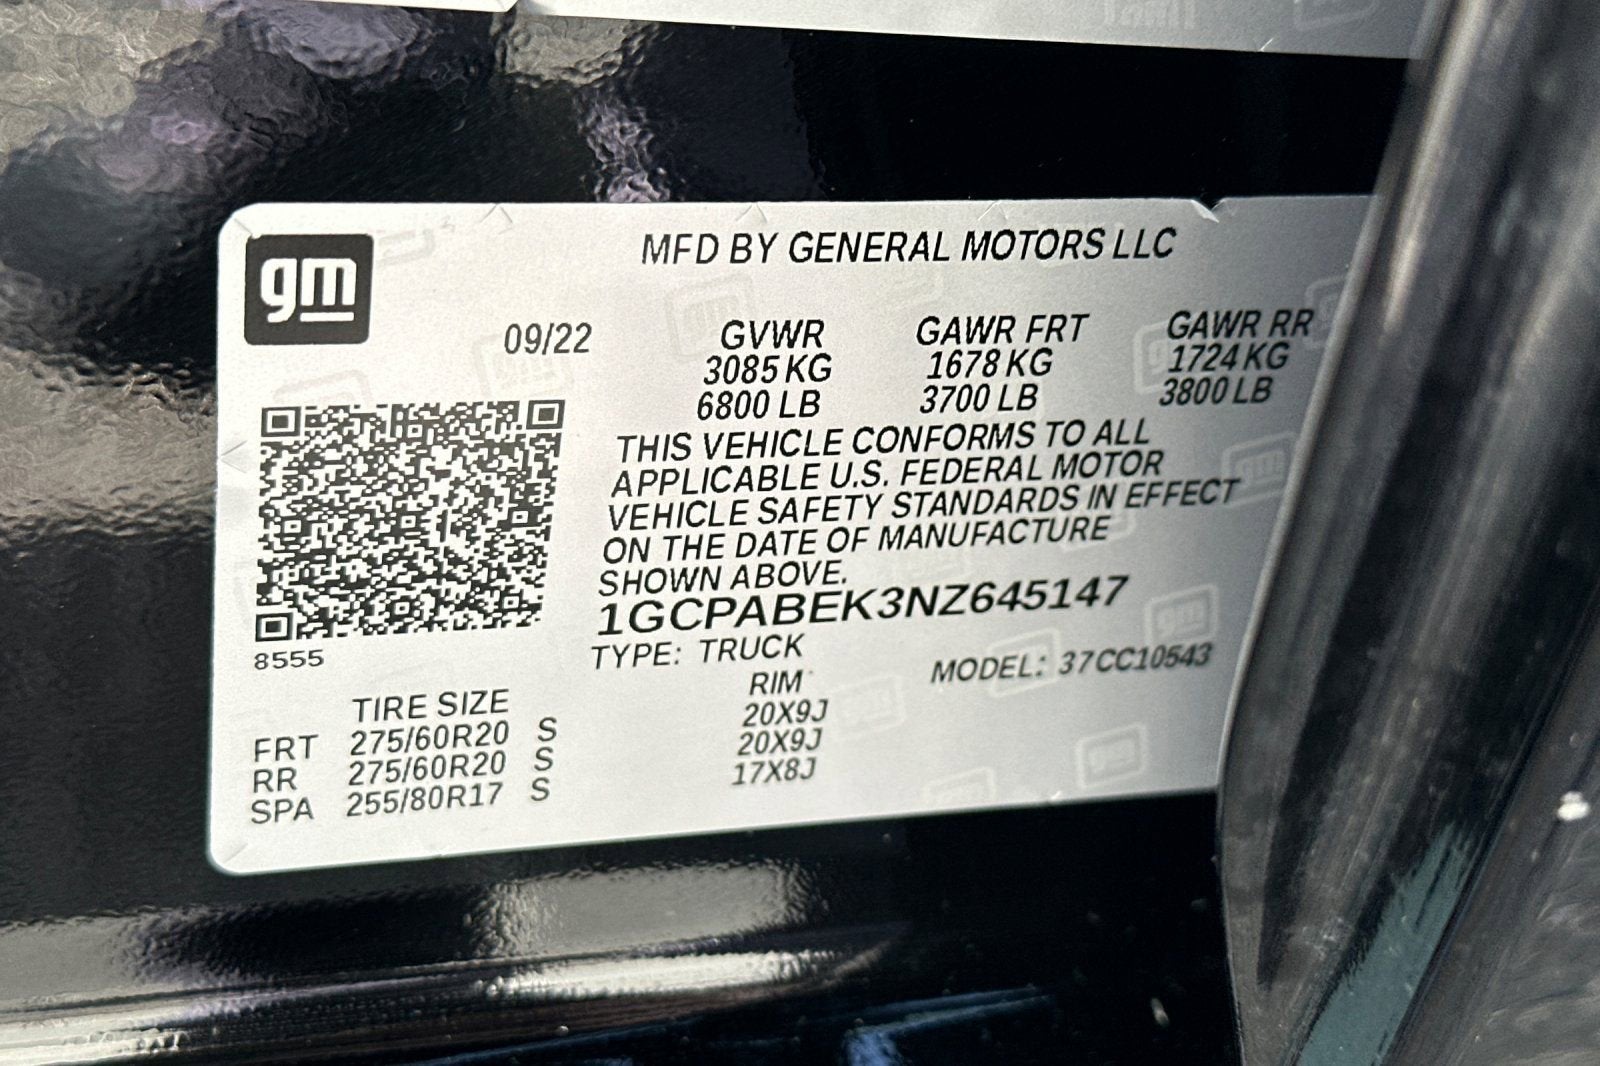 gm
MFD BY GENERAL MOTORS LLC
09/22 GVWR GAWR FRT GAWR RR
3085 KG 1678 KG 1724 KG
6800 LB 3700 LB 3800 LB
THIS VEHICLE CONFORMS TO ALL
APPLICABLE U.S. FEDERAL MOTOR
VEHICLE SAFETY STANDARDS IN EFFECT
ON THE DATE OF MANUFACTURE
SHOWN ABOVE.
1GCPABEK3NZ645147
8555 TYPE: TRUCK MODEL: 37CC10543
TIRE SIZE RIM
FRT 275/60R20 S 20X9J
RR 275/60R20 S 20X9J
SPA 255/80R17 S 17X8J